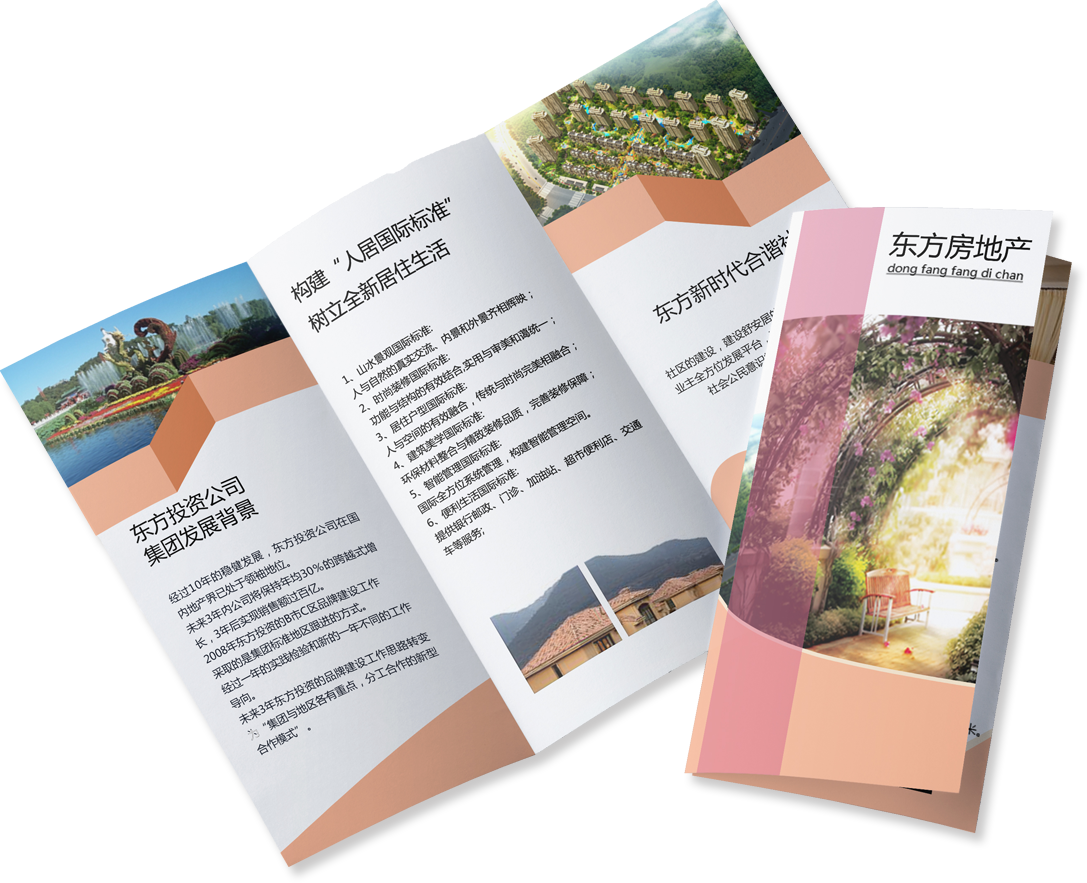 东方投资公司
集团发展背景
经过10年的稳健发展，东方投资公司在国
内地产界已处于领袖地位。
未来3年内公司将保持年均30%的跨越式增
长，3年后实现销售额过百亿。
2008年东方投资的B市C区品牌建设工作
采取的是集团标准地区跟进的方式。
经过一年的实践检验和新的一年不同的工作
导向。
未来3年东方投资的品牌建设工作思路转变
为“集团与地区各有重点，分工合作的新型
合作模式”。
构建“人居国际标准”
树立全新居住生活
1、山水景观国际标准:
人与自然的真实交流、内景和外景齐相辉映；
2、时尚装修国际标准:
功能与结构的有效结合;实用与审美和谐统一；
3、居住户型国际标准:
人与空间的有效融合，传统与时尚完美相融合；
4、建筑美学国际标准:
环保材料整合与精致装修品质，完善装修保障；
5、智能管理国际标准:
国际全方位系统管理，构建智能管理空间。
6、便利生活国际标准:
提供银行邮政、门诊、加油站、超市便利店、交通
车等服务;
东方新时代合谐社
社区的建设，建设舒安居
业主全方位发展平台
社会公民意识
东方房地产
dong fang fang di chan
米。